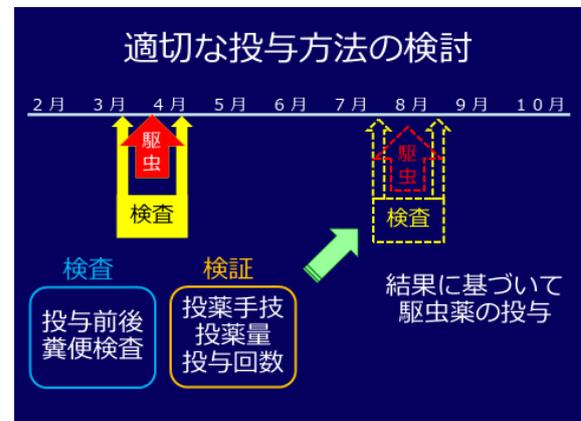 適切な投与方法の検討
2月 3月 4月 5月 6月 7月 8月 9月 10月
駆虫
駆虫
検査
検査
検査
検証
投与前後
糞便検査
投薬手技
投薬量
投与回数
結果に基づいて
駆虫薬の投与